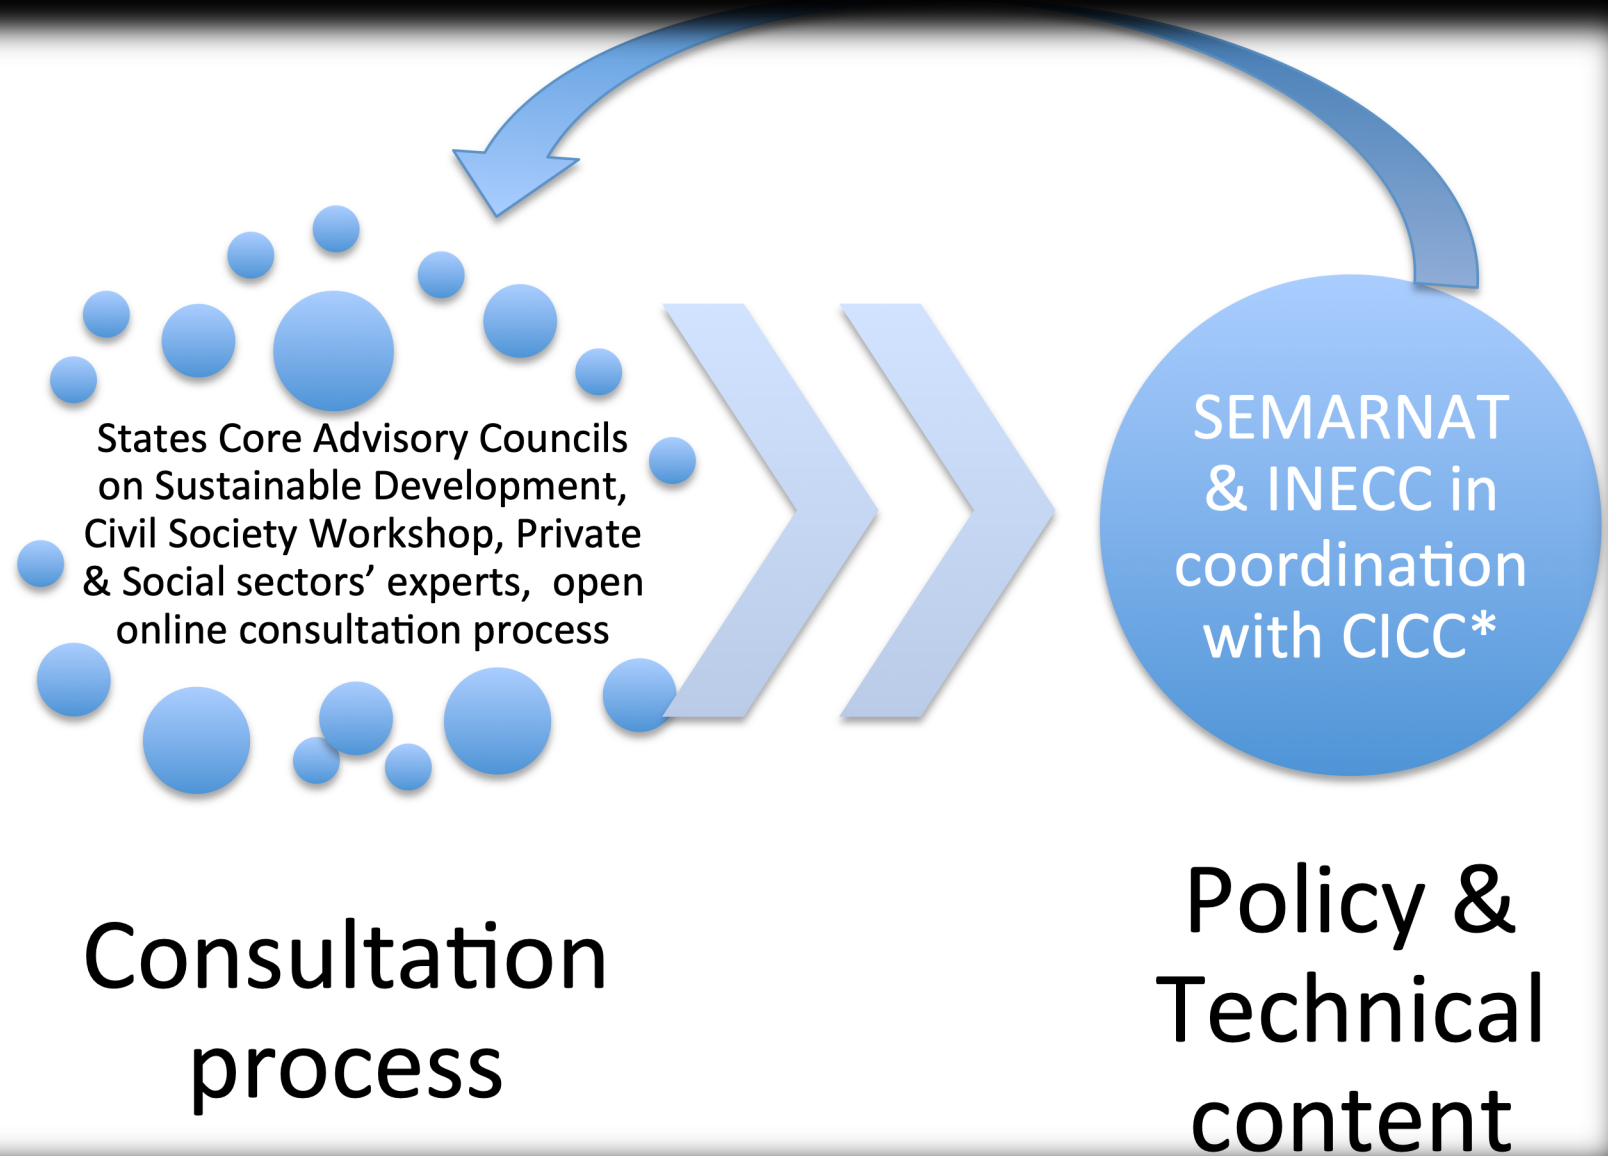 States Core Advisory Councils
on Sustainable Development,
Civil Society Workshop, Private
& Social sectors’ experts,  open
online consultation process
SEMARNAT
& INECC in
coordination
with CICC*
Consultation
process
Policy &
Technical
content